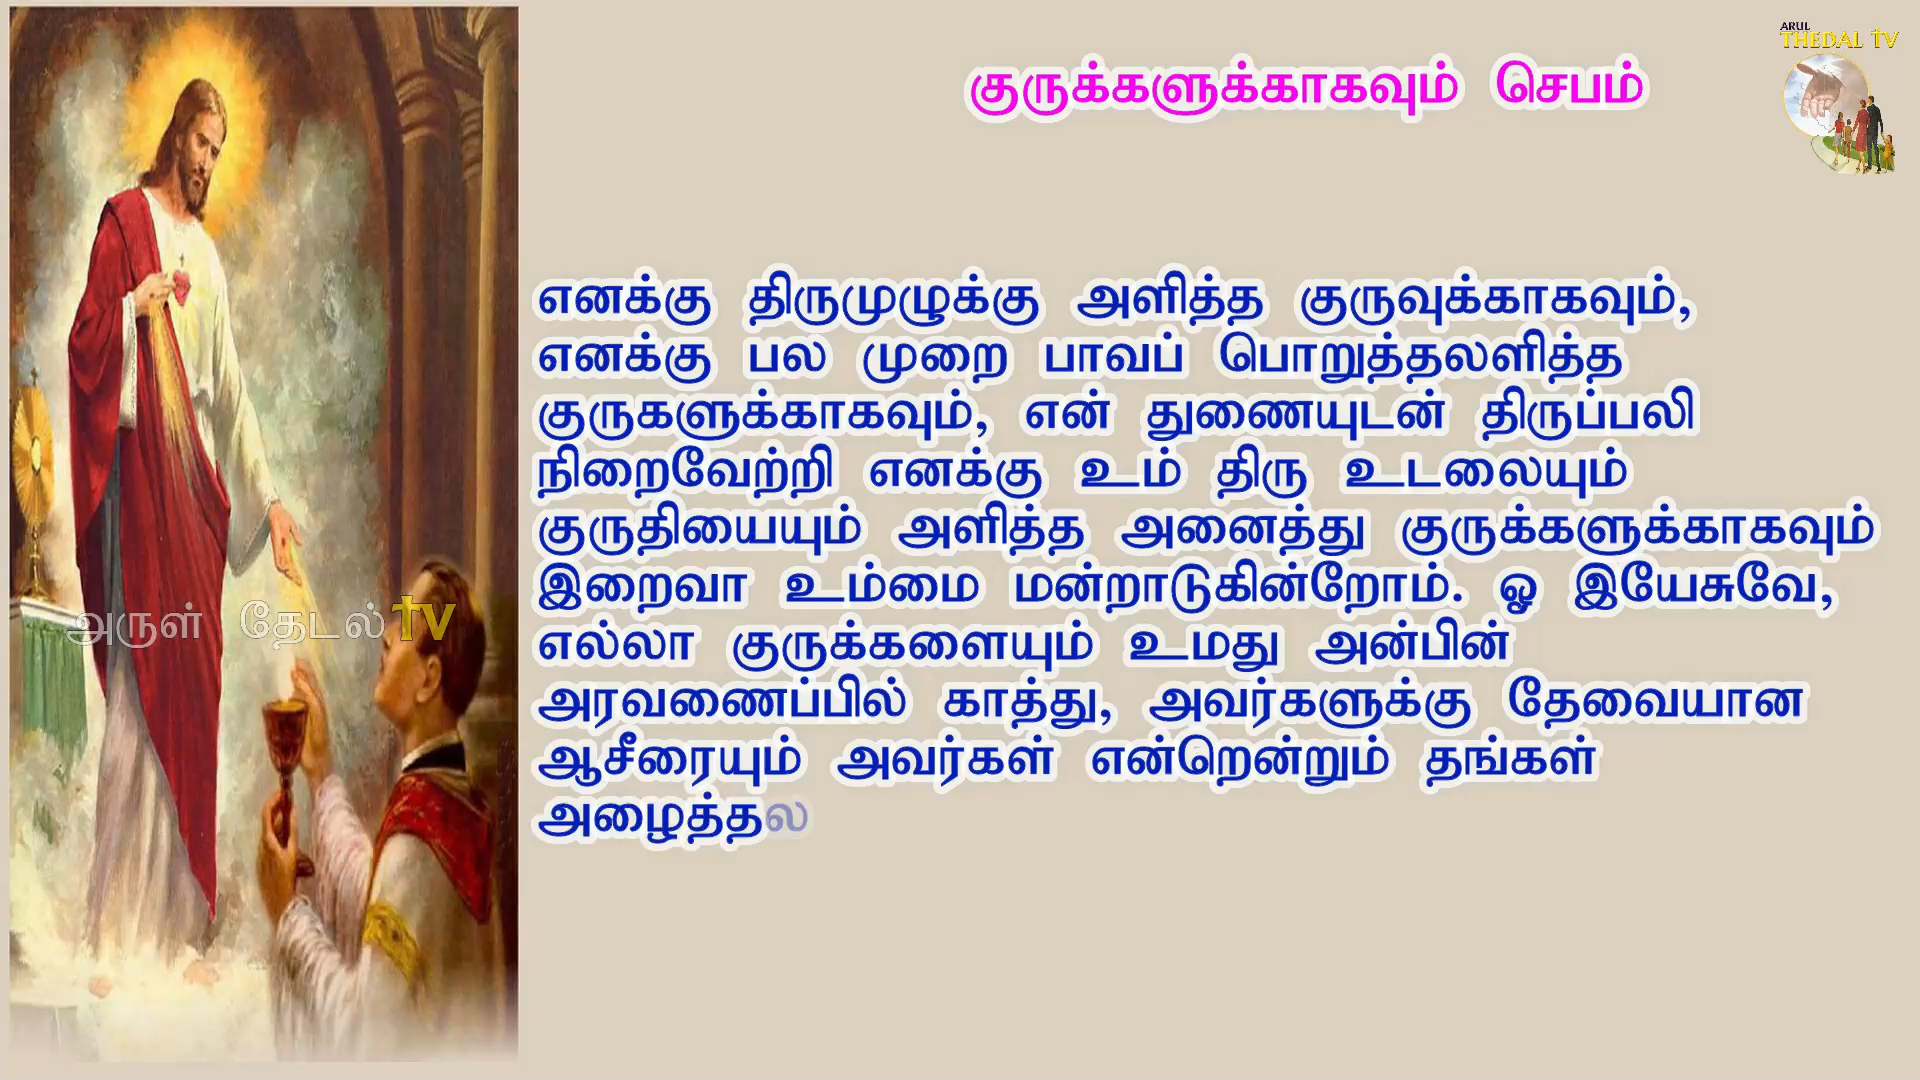 ARUL
THEDAL TV
குருக்களுக்காகவும் செபம்
எனக்கு திருமுழுக்கு அளித்த குருவுக்காகவும்,
எனக்கு பல முறை பாவப் பொறுத்தலளித்த
குருகளுக்காகவும், என் துணையுடன் திருப்பலி
நிறைவேற்றி எனக்கு உம் திரு உடலையும்
குருதியையும் அளித்த அனைத்து குருக்களுக்காகவும்
இறைவா உம்மை மன்றாடுகின்றோம். ஓ இயேசுவே,
எல்லா குருக்களையும் உமது அன்பின்
அரவணைப்பில் காத்து, அவர்களுக்கு தேவையான
ஆசீரையும் அவர்கள் என்றென்றும் தங்கள்
அழைத்தல
அருள் தேடல் TV